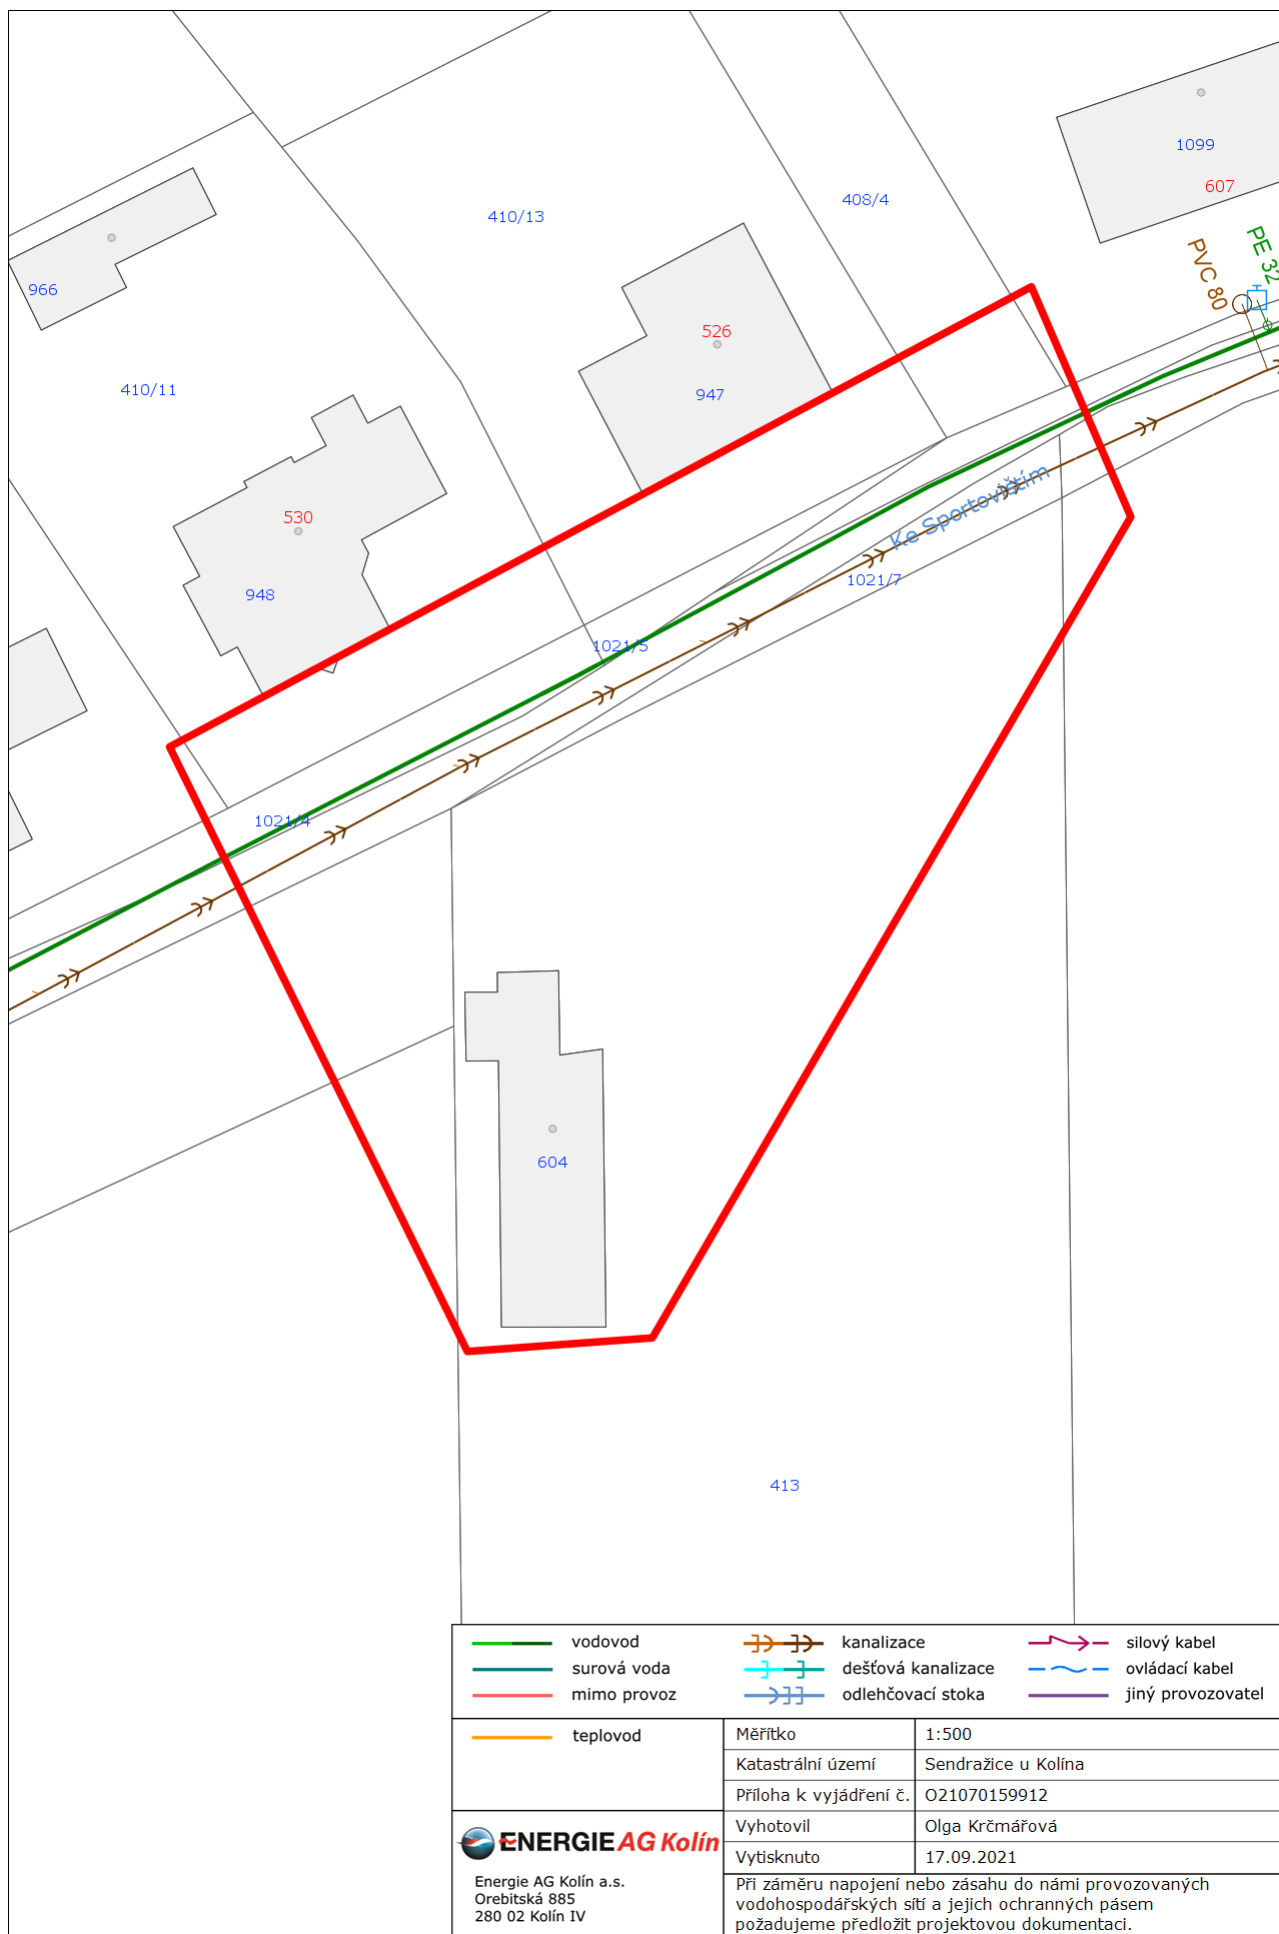 1099
607
408/4
410/13
PVC 80
PE 32
966
526
947
410/11
530
948
Ke Sportovištím
1021/7
1021/5
1021/4
604
413
vodovod
kanalizace
silový kabel
surová voda
dešťová kanalizace
ovládací kabel
mimo provoz
odlehčovací stoka
jiný provozovatel
teplovod
Měřítko 1:500
Katastrální území Sendražice u Kolína
Příloha k vyjádření č. O21070159912
Vyhotovil Olga Krčmářová
Vytisknuto 17.09.2021
ENERGIE AG Kolín
Energie AG Kolín a.s.
Orebitská 885
280 02 Kolín IV
Při záměru napojení nebo zásahu do námi provozovaných
vodohospodářských sítí a jejich ochranných pásem
požadujeme předložit projektovou dokumentaci.